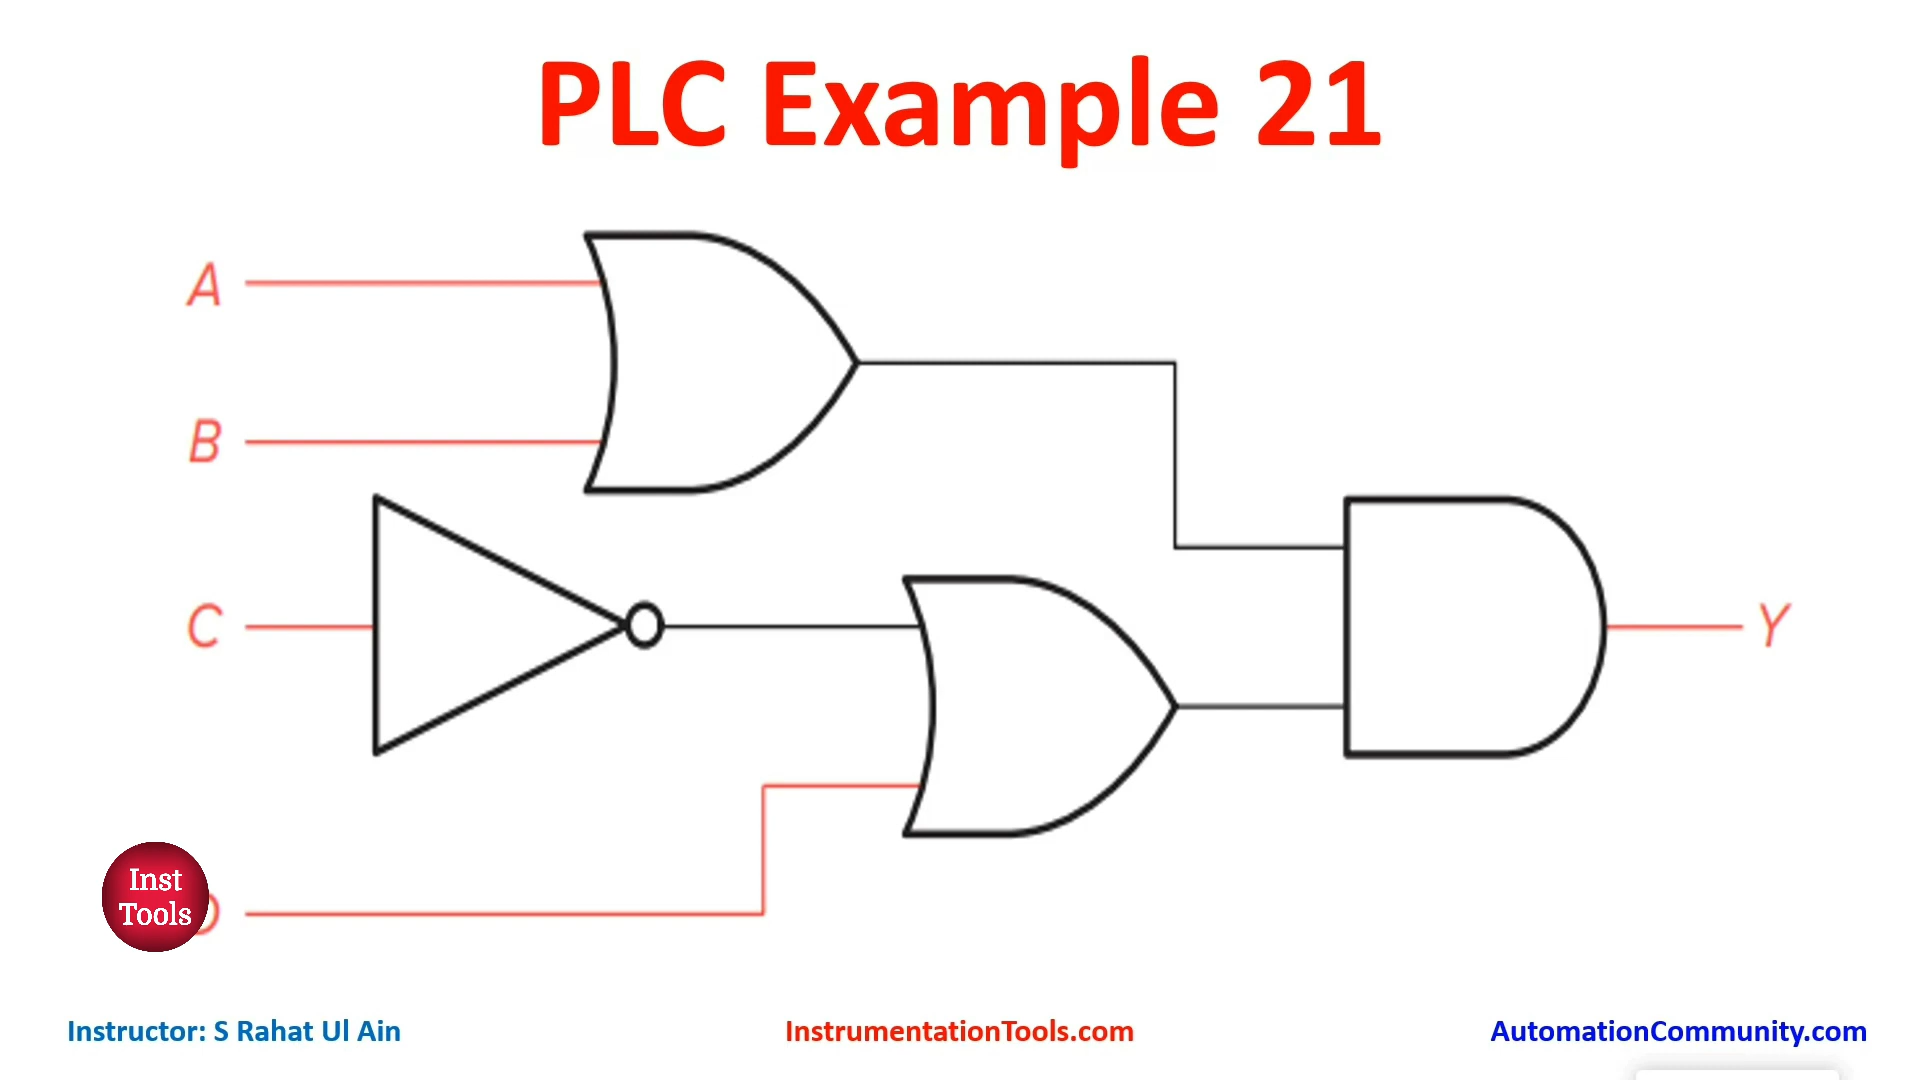 PLC Example 21
A
B
C
Y
Inst
Tools
Instructor: S Rahat Ul Ain
InstrumentationTools.com
AutomationCommunity.com